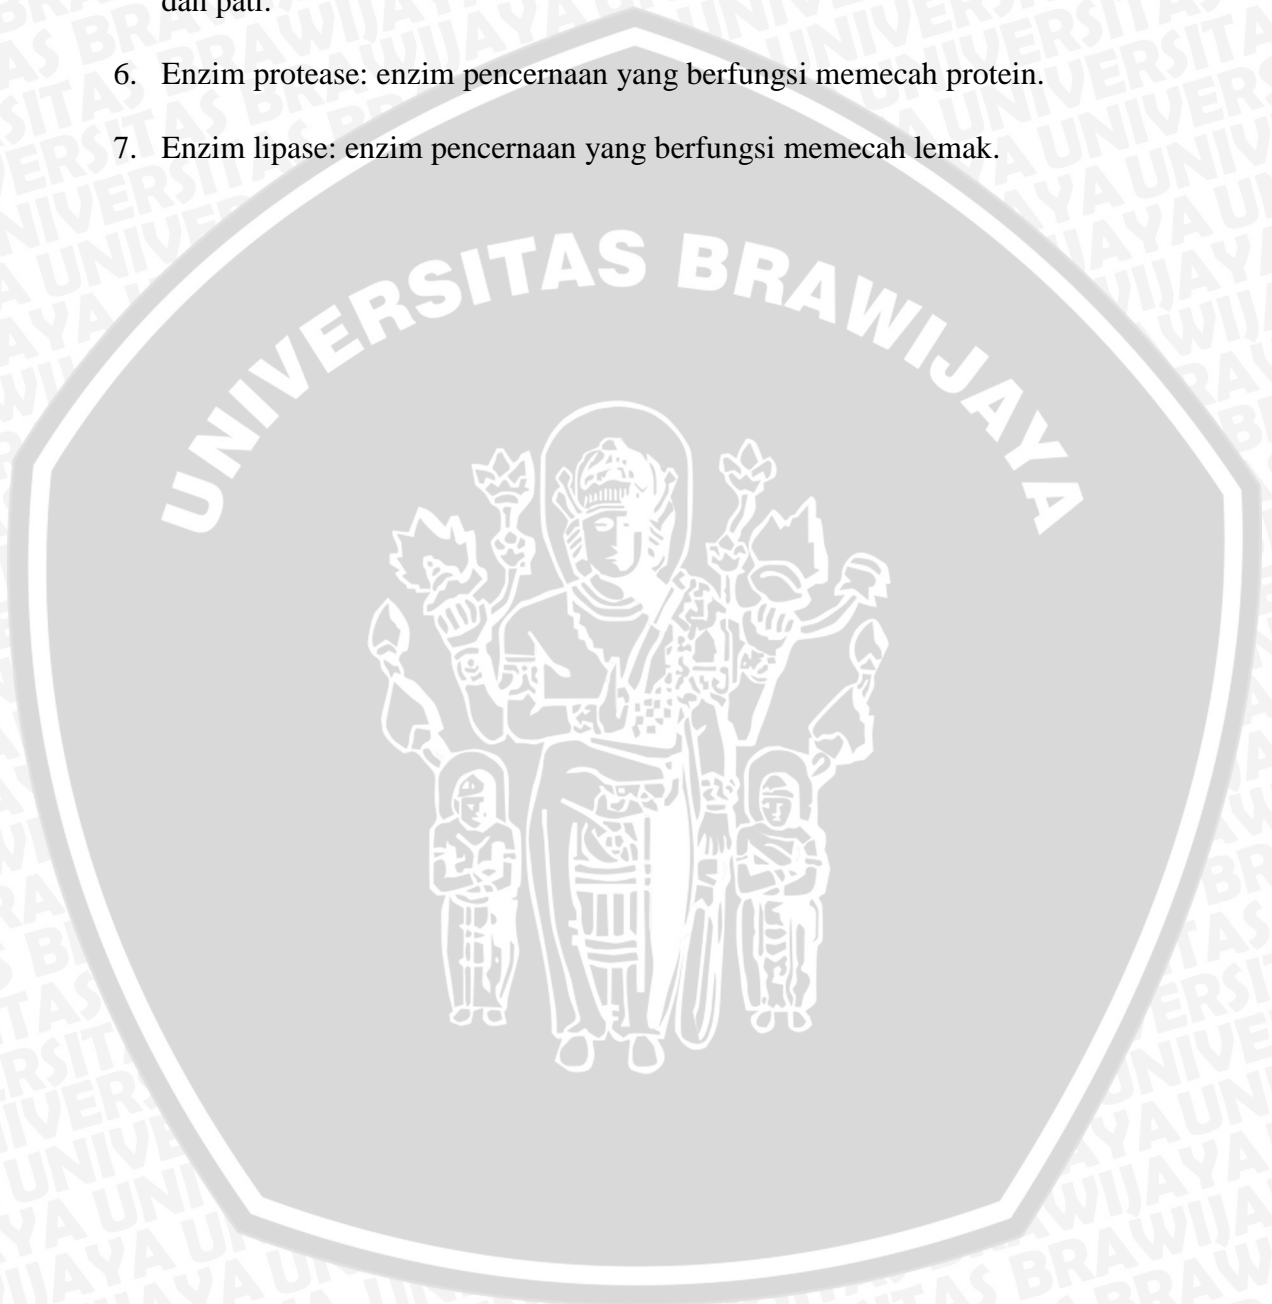 dan pati.
6. Enzim protease: enzim pencernaan yang berfungsi memecah protein.
7. Enzim lipase: enzim pencernaan yang berfungsi memecah lemak.
UNIVERSITAS BRAWIJAYA